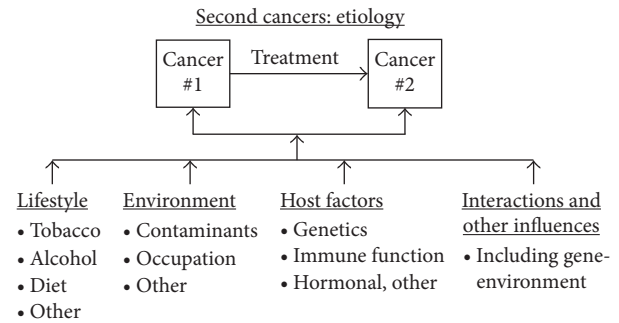 Second cancers: etiology
Cancer
#1
Treatment
Cancer
#2
Lifestyle
• Tobacco
• Alcohol
• Diet
• Other
Environment
• Contaminants
• Occupation
• Other
Host factors
• Genetics
• Immune function
• Hormonal, other
Interactions and
other influences
• Including gene-
environment